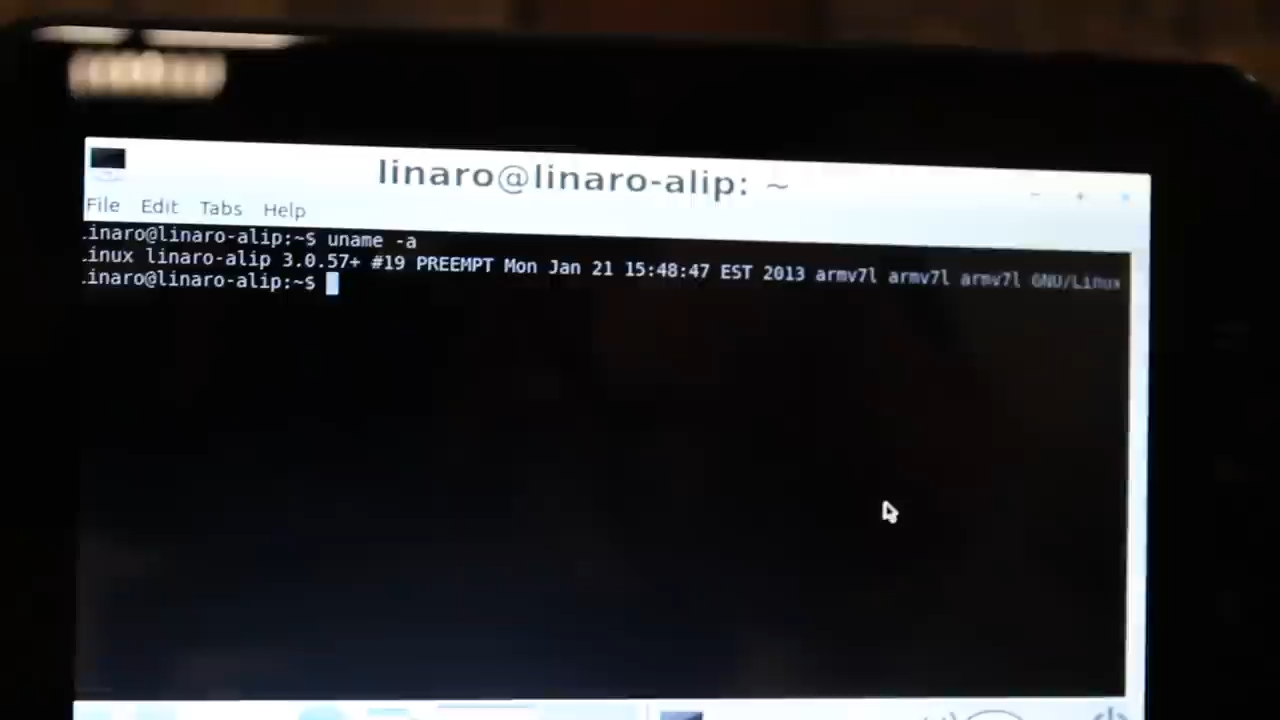 linaro@linaro-alip: ~
File Edit Tabs Help
.inaro@linaro-alip:~$ uname -a
.inux linaro-alip 3.0.57+ #19 PREEMPT Mon Jan 21 15:48:47 EST 2013 armv7l armv7l armv7l GNU/Linux
.inaro@linaro-alip:~$